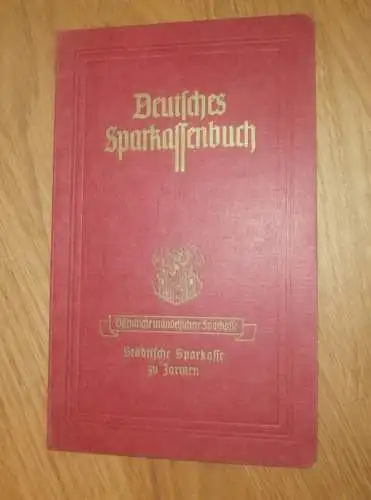 Deutsches
Sparkassenbuch
Öffentliche mündelsichere Sparkasse
Städtische Sparkasse
zu Jarmen